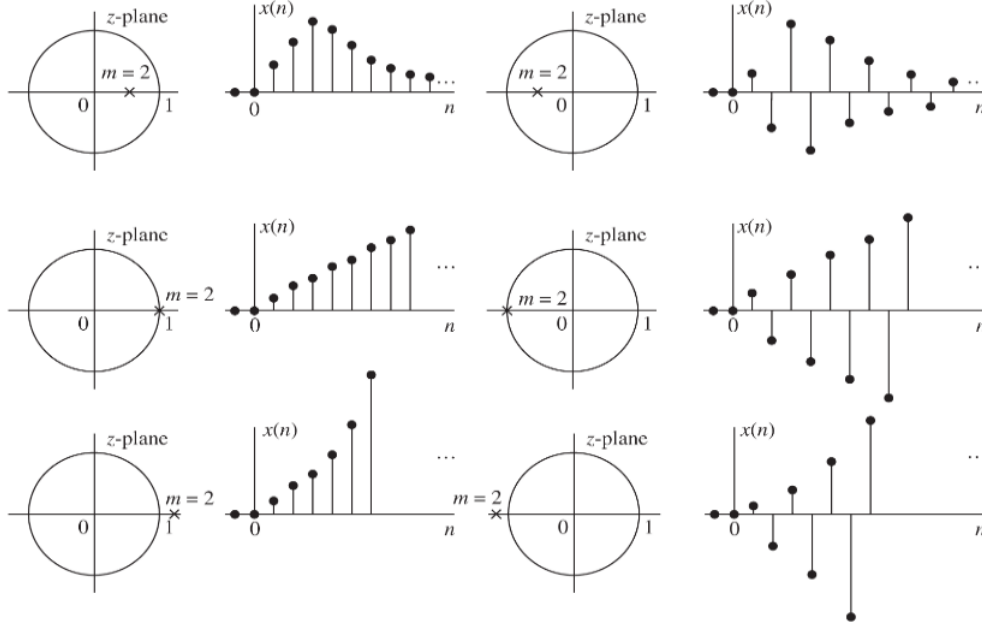 z-plane
x(n)
m = 2
0
1
0
n
...
z-plane
x(n)
m = 2
0
1
0
n
...
z-plane
x(n)
m = 2
0
1
0
n
...
z-plane
x(n)
m = 2
0
1
0
n
...
z-plane
x(n)
m = 2
0
1
0
n
...
z-plane
x(n)
m = 2
0
1
0
n
...